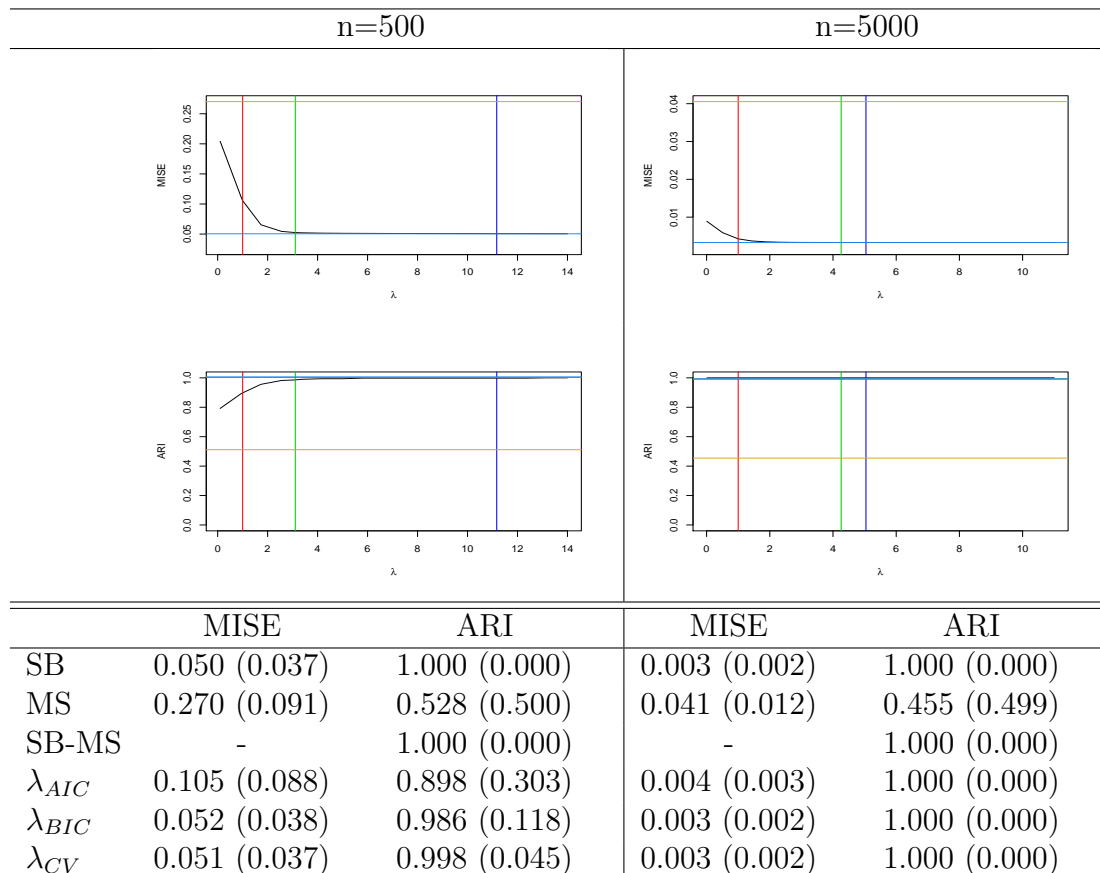 n=500 n=5000
MISE
0.05 0.10 0.15 0.20 0.25
0 2 4 6 8 10 12 14
λ
MISE
0.01 0.02 0.03 0.04
0 2 4 6 8 10
λ
ARI
0.0 0.2 0.4 0.6 0.8 1.0
0 2 4 6 8 10 12 14
λ
ARI
0.0 0.2 0.4 0.6 0.8 1.0
0 2 4 6 8 10
λ
MISE ARI MISE ARI
SB 0.050 (0.037) 1.000 (0.000) 0.003 (0.002) 1.000 (0.000)
MS 0.270 (0.091) 0.528 (0.500) 0.041 (0.012) 0.455 (0.499)
SB-MS - 1.000 (0.000) - 1.000 (0.000)
λAIC 0.105 (0.088) 0.898 (0.303) 0.004 (0.003) 1.000 (0.000)
λBIC 0.052 (0.038) 0.986 (0.118) 0.003 (0.002) 1.000 (0.000)
λCV 0.051 (0.037) 0.998 (0.045) 0.003 (0.002) 1.000 (0.000)